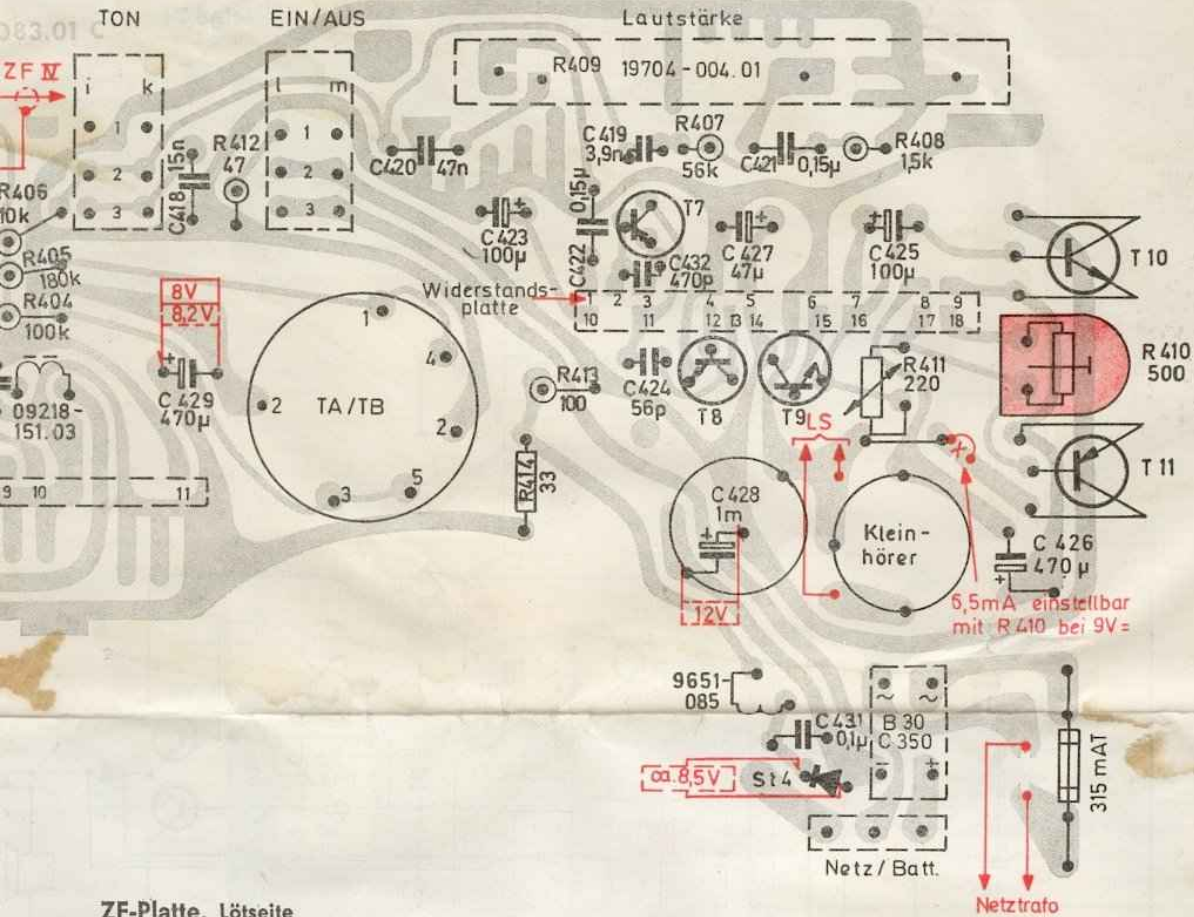 TON
EIN/AUS
Lautstärke
083.01 C
ZF IV
i k
1
2
3
l m
1
2
3
R409 19704-004.01
C418 15n
R412
47
C420 47n
C419
3,9n
R407
56k
C421 0,15µ
R408
1,5k
R406
10k
R405
180k
R404
100k
C423
100µ
C422 0,15µ
T7
C432
470p
C427
47µ
C425
100µ
T10
8V
8,2V
Widerstands-
platte
1 2 3 4 5 6 7 8 9
10 11 12 13 14 15 16 17 18
C429
470µ
09218-
151.03
TA/TB
1
4
2
2
3
5
R413
100
C424
56p
T8
T9
R411
220
R410
500
LS
T11
9 10 11
R414
33
C428
1m
12V
Klein-
hörer
x
C426
470µ
6,5mA einstellbar
mit R410 bei 9V=
9651-
085
C431
0,1µ
B30
C350
~ ~
- +
ca.8,5V
St4
315 mAT
Netz/Batt.
Netztrafo
ZF-Platte, Lötseite